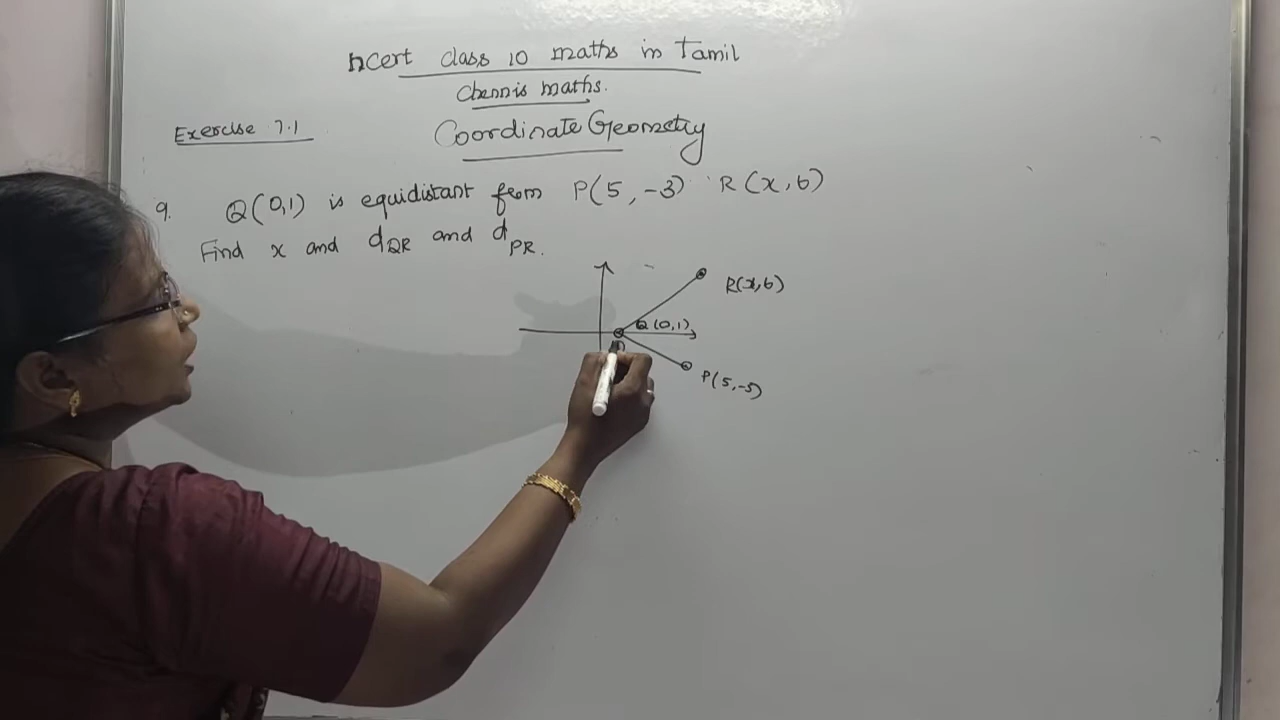 ncert class 10 maths in Tamil
Chennis maths.
Exercise 7.1
Coordinate Geometry
9. Q(0,1) is equidistant from P(5,-3) R(x,6)
Find x and dQR and dPR.
R(x,6)
Q(0,1)
P(5,-5)